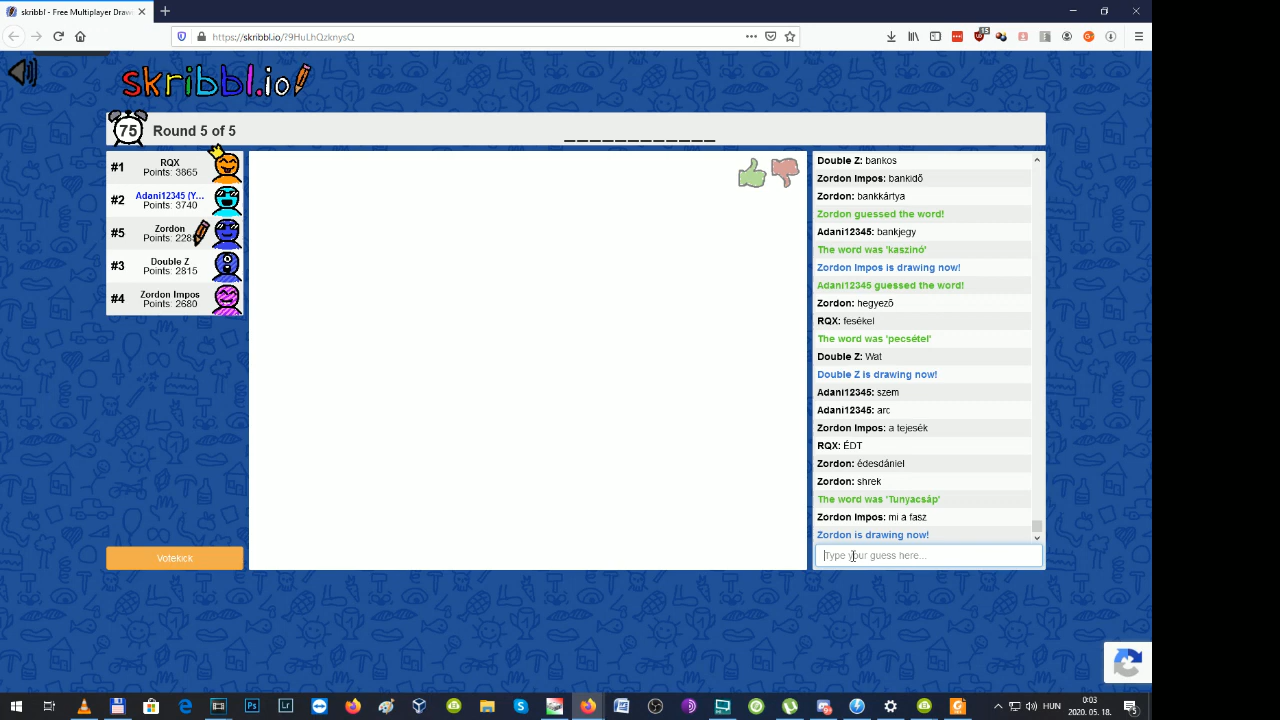 skribbl - Free Multiplayer Draw
https://skribbl.io/?9HuLhQzknysQ
15
skribbl.io
75
Round 5 of 5
____________
#1
RQX
Points: 3865
#2
Adani12345 (Y...
Points: 3740
#5
Zordon
Points: 228
#3
Double Z
Points: 2815
#4
Zordon Impos
Points: 2680
Votekick
Double Z: bankos
Zordon Impos: bankidő
Zordon: bankkártya
Zordon guessed the word!
Adani12345: bankjegy
The word was 'kaszinó'
Zordon Impos is drawing now!
Adani12345 guessed the word!
Zordon: hegyező
RQX: fesékel
The word was 'pecsétel'
Double Z: Wat
Double Z is drawing now!
Adani12345: szem
Adani12345: arc
Zordon Impos: a tejesék
RQX: ÉDT
Zordon: édesdániel
Zordon: shrek
The word was 'Tunyacsáp'
Zordon Impos: mi a fasz
Zordon is drawing now!
Type your guess here...
HUN
0:03
2020. 05. 18.
5